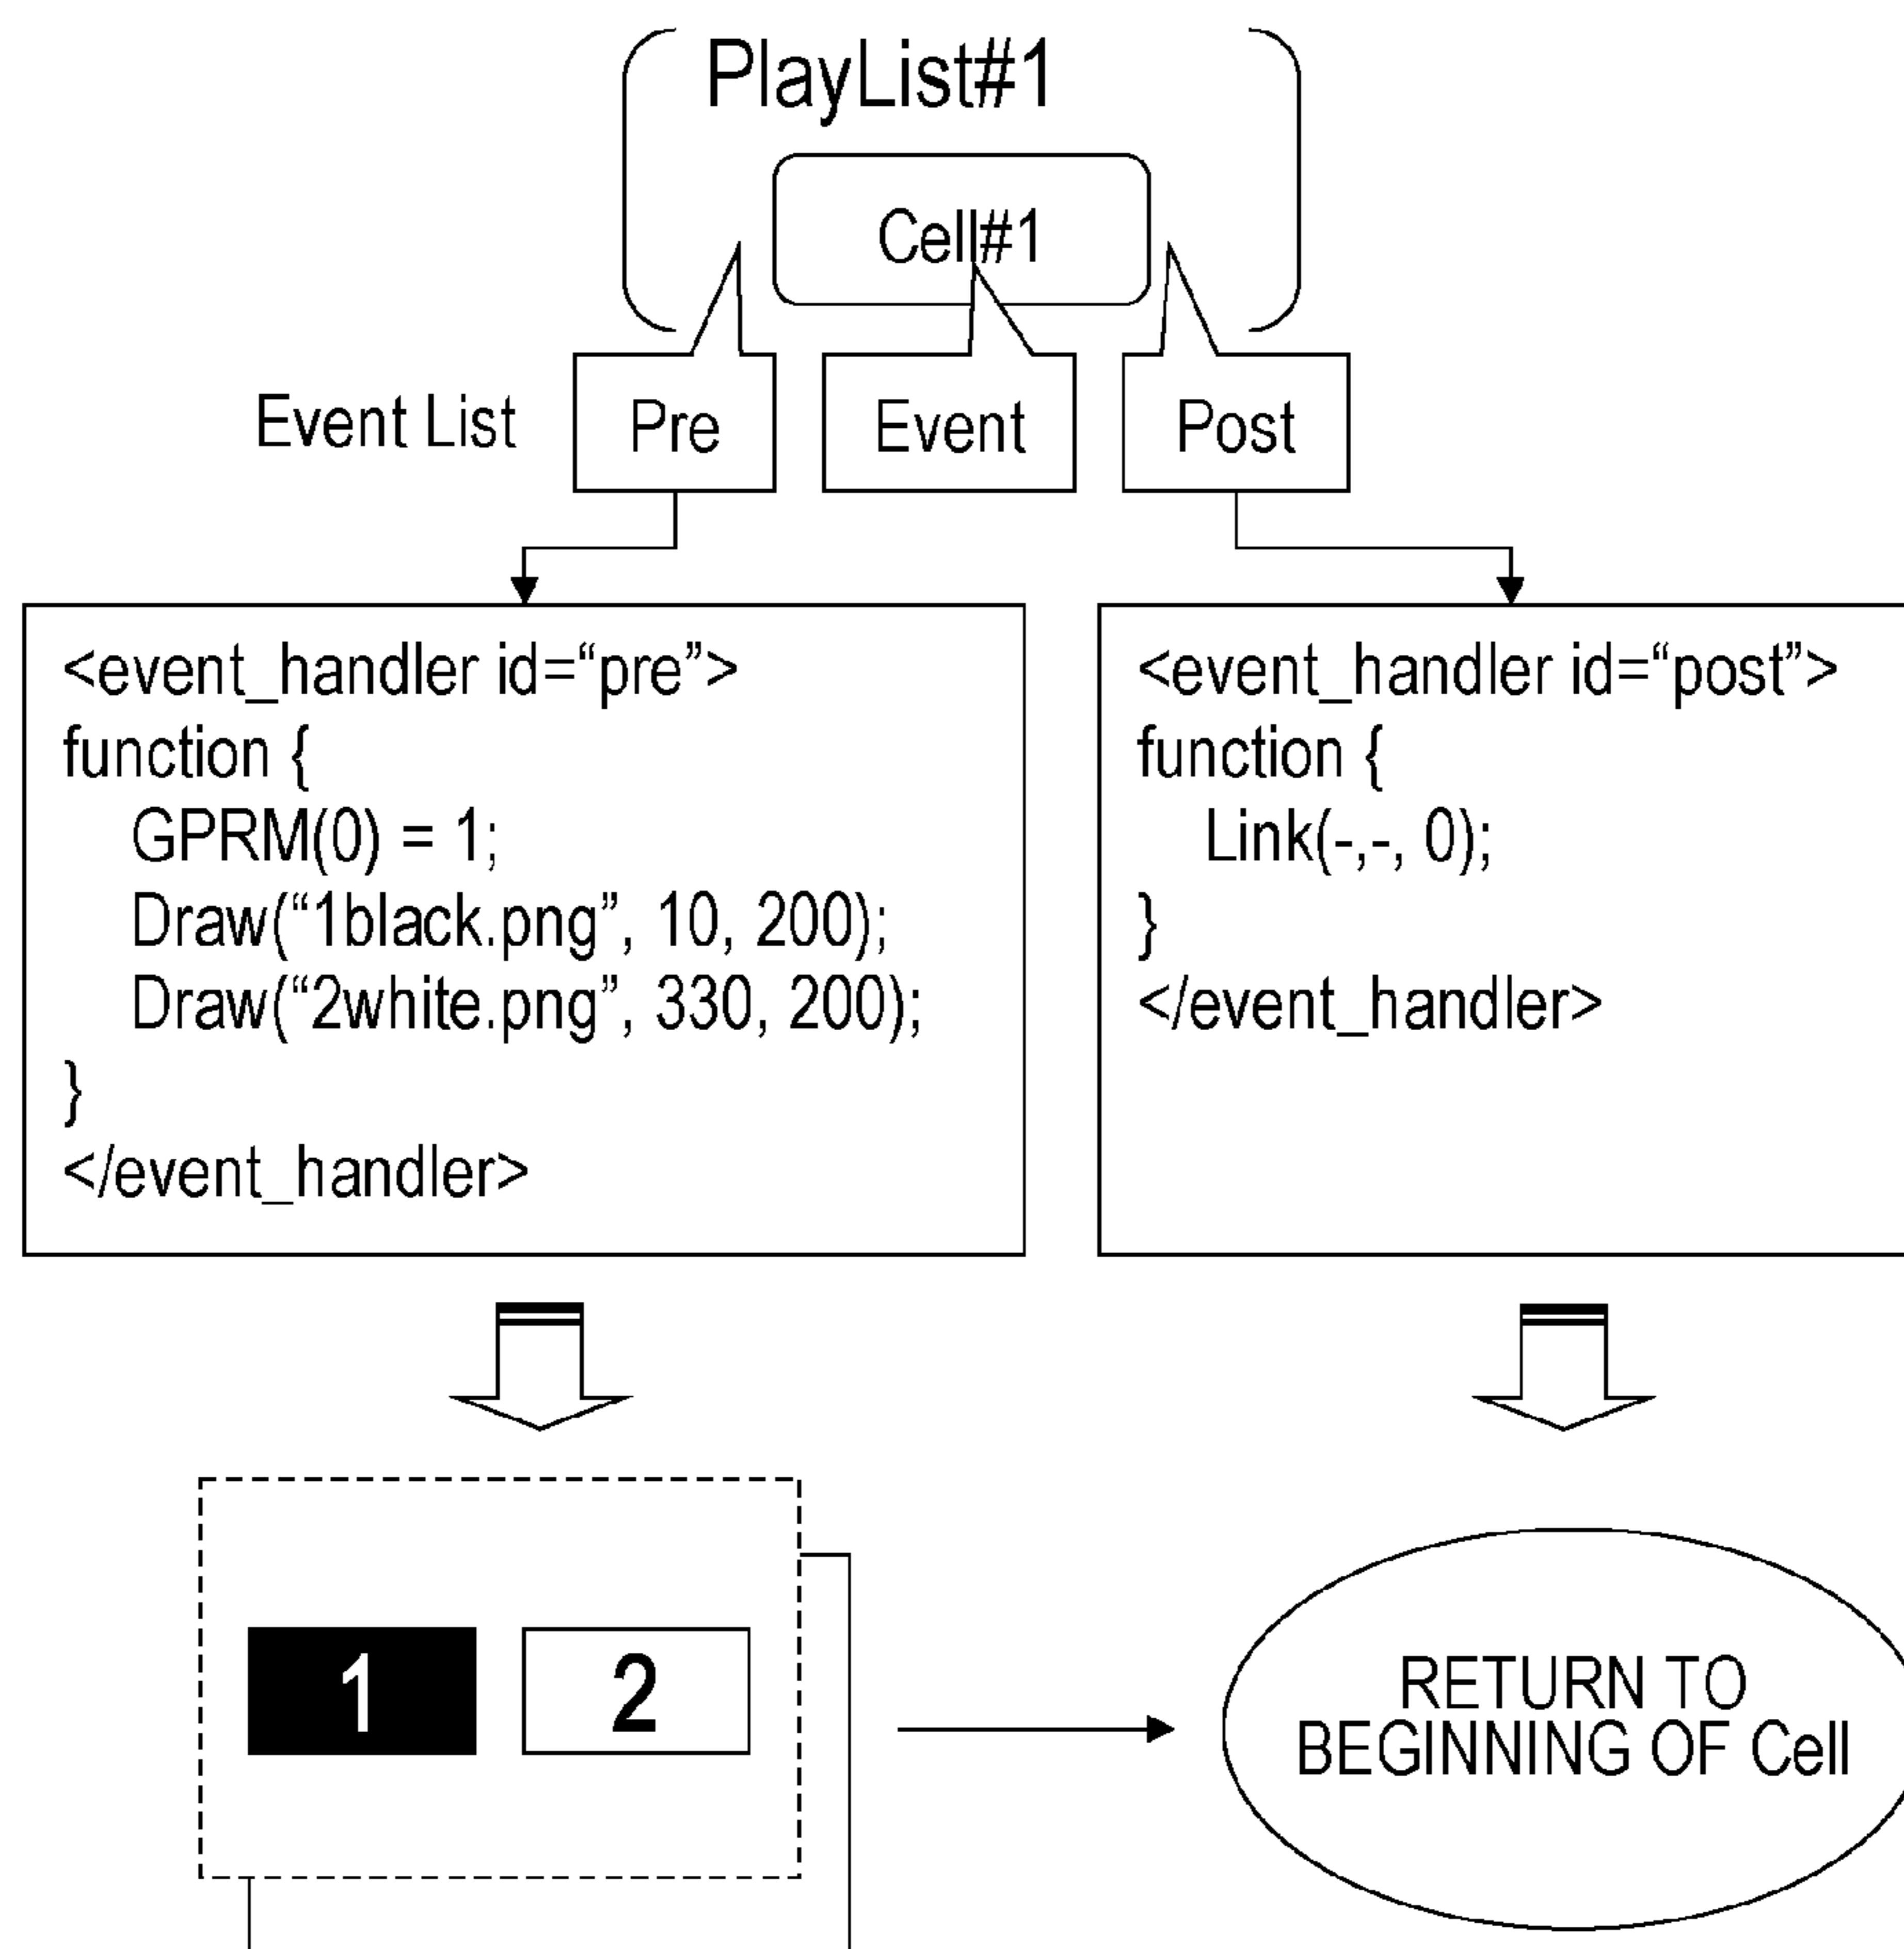 PlayList#1
Cell#1
Event List
Pre
Event
Post
<event_handler id=“pre”>
function {
GPRM(0) = 1;
Draw(“1black.png”, 10, 200);
Draw(“2white.png”, 330, 200);
}
</event_handler>
<event_handler id=“post”>
function {
Link(-,-, 0);
}
</event_handler>
1
2
RETURN TO
BEGINNING OF Cell